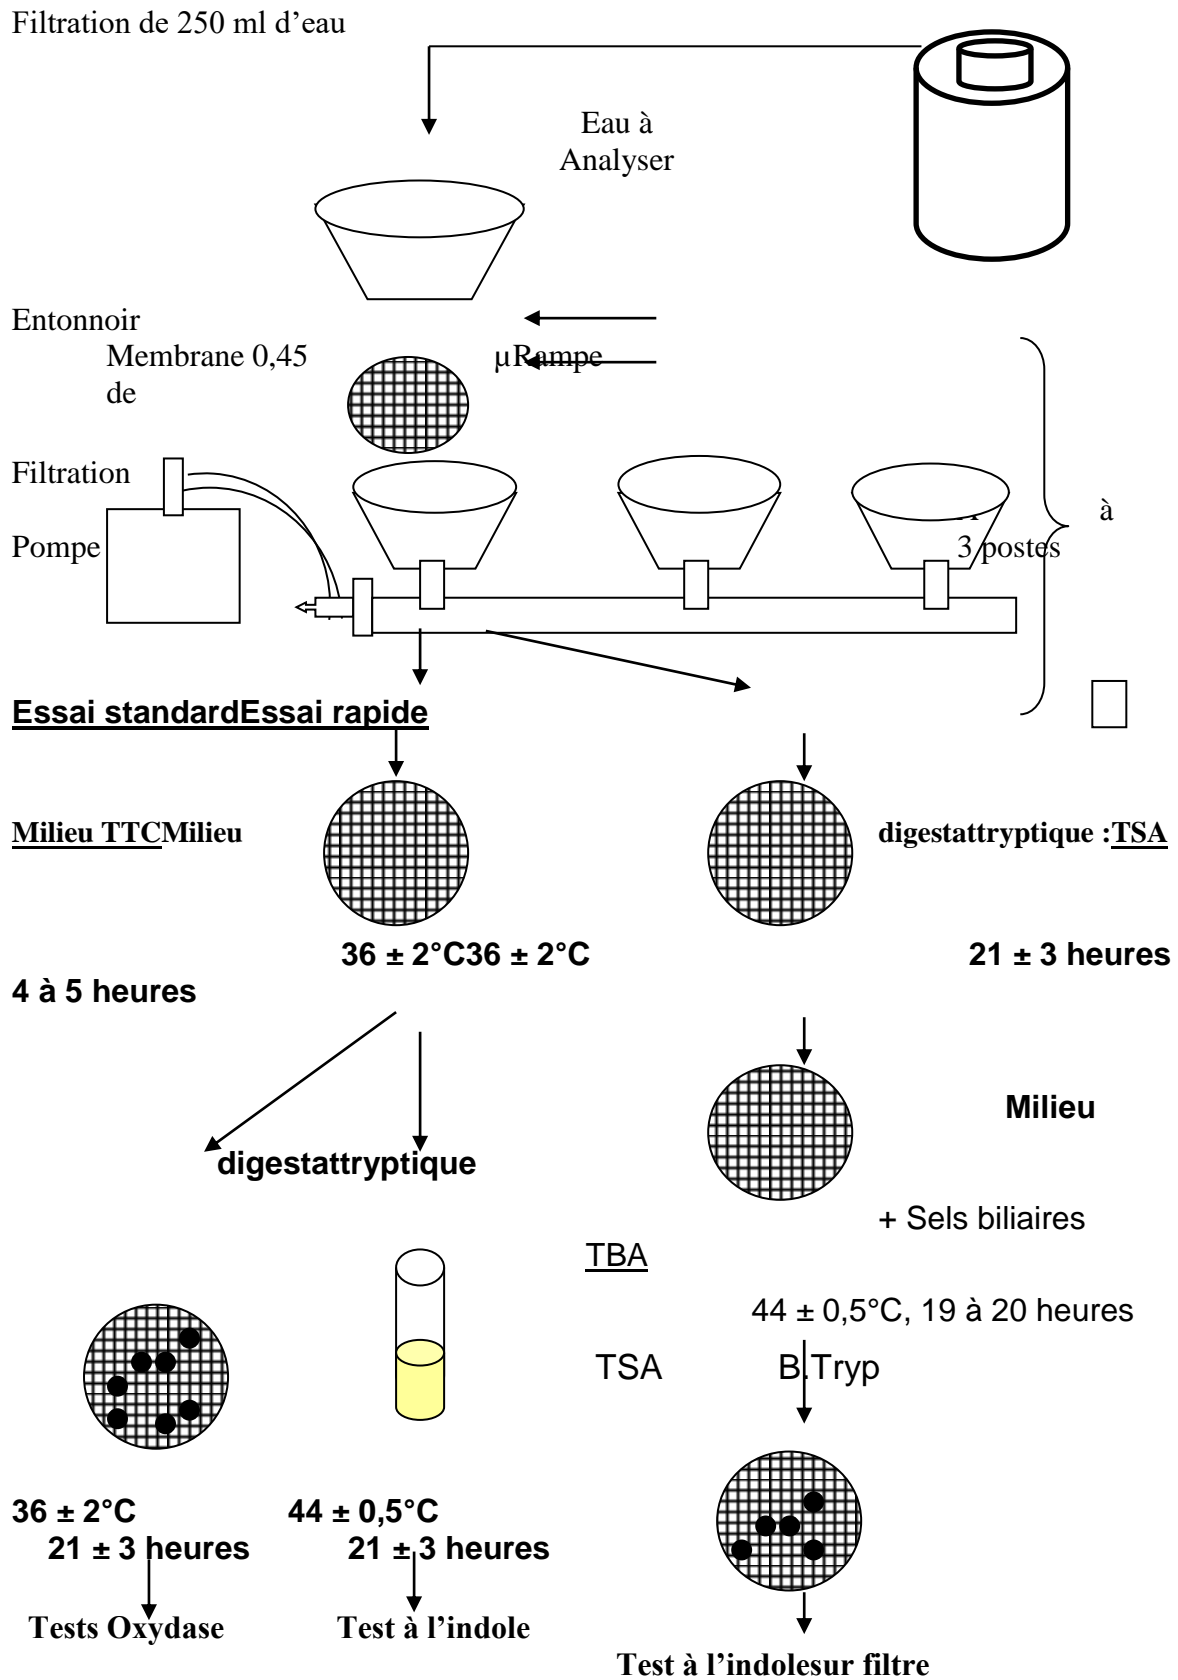 Filtration de 250 ml d’eau
Eau à
Analyser
Entonnoir
Membrane 0,45 µRampe
de
Filtration à
Pompe 3 postes
Essai standardEssai rapide
Milieu TTCMilieu digestattryptique :TSA
36 ± 2°C36 ± 2°C 21 ± 3 heures
4 à 5 heures
Milieu
digestattryptique
+ Sels biliaires
TBA
44 ± 0,5°C, 19 à 20 heures
TSA B.Tryp
36 ± 2°C 44 ± 0,5°C
21 ± 3 heures 21 ± 3 heures
Tests Oxydase Test à l’indole
Test à l’indolesur filtre